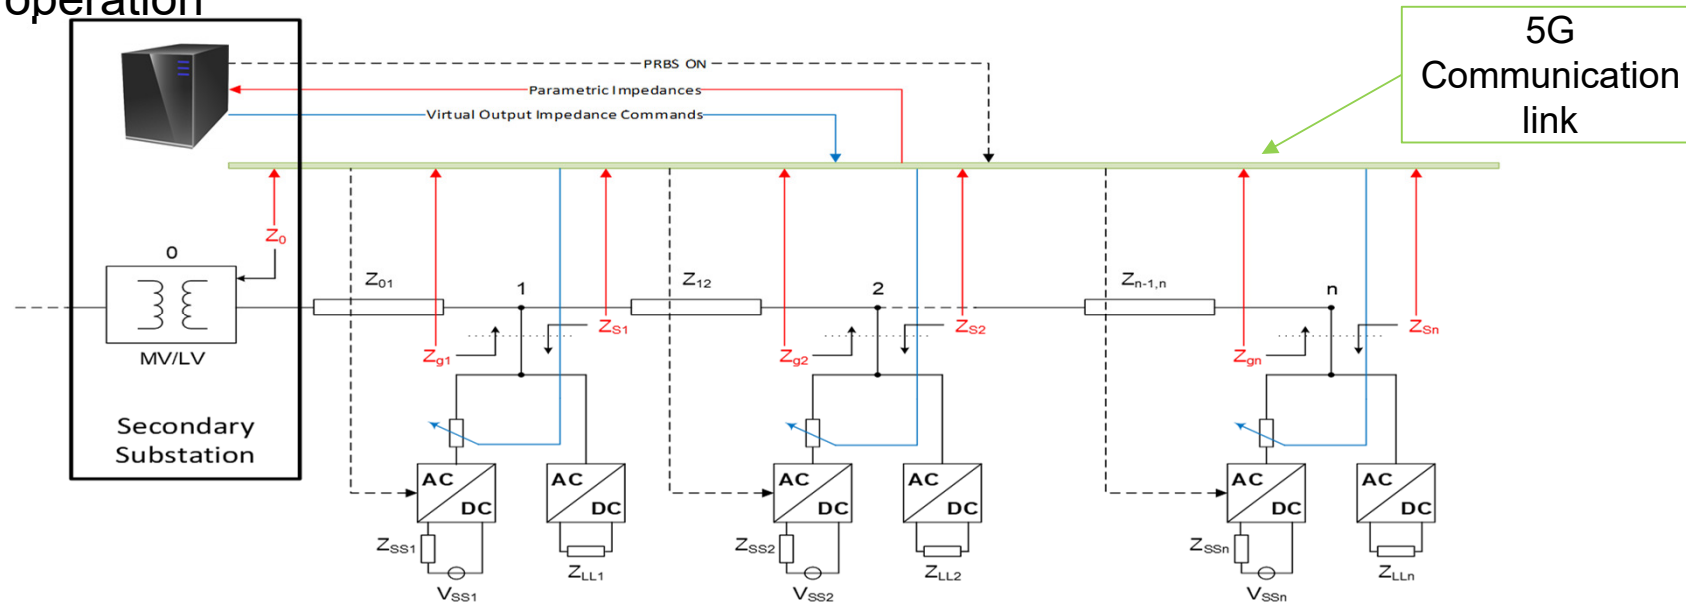 operation
5G
Communication
link
PRBS ON
Parametric Impedances
Virtual Output Impedance Commands
Z0
0
Z01
1
Z12
2
Zn-1,n
n
ZS1
ZS2
ZSn
Zg1
Zg2
Zgn
MV/LV
Secondary
Substation
AC
DC
AC
DC
AC
DC
AC
DC
AC
DC
AC
DC
ZSS1
ZLL1
VSS1
ZSS2
ZLL2
VSS2
ZSSn
ZLLn
VSSn